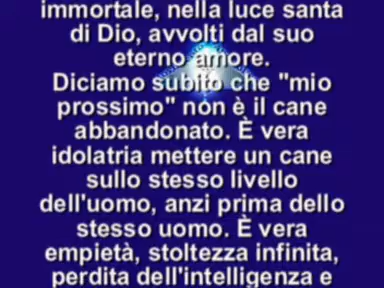 immortale, nella luce santa
di Dio, avvolti dal suo
eterno amore.
Diciamo subito che "mio
prossimo" non è il cane
abbandonato. È vera
idolatria mettere un cane
sullo stesso livello
dell'uomo, anzi prima dello
stesso uomo. È vera
empietà, stoltezza infinita,
perdita dell'intelligenza e